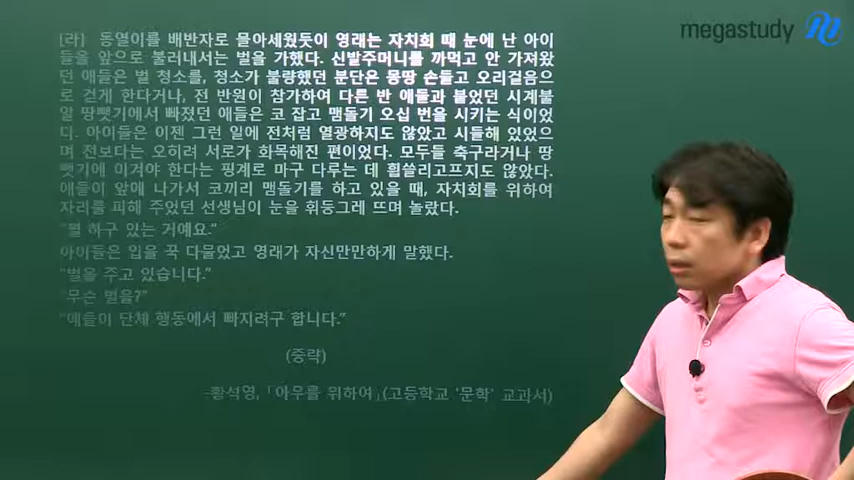 megastudy
[라] 동열이를 배반자로 몰아세웠듯이 영래는 자치회 때 눈에 난 아이
들을 앞으로 불러내서는 벌을 가했다. 신발주머니를 까먹고 안 가져왔
던 애들은 벌 청소를, 청소가 불량했던 분단은 몽땅 손들고 오리걸음으
로 걷게 한다거나, 전 반원이 참가하여 다른 반 애들과 붙었던 시계불
알 땅뺏기에서 빠졌던 애들은 코 잡고 맴돌기 오십 번을 시키는 식이었
다. 아이들은 이젠 그런 일에 전처럼 열광하지도 않았고 시들해 있었으
며 전보다는 오히려 서로가 화목해진 편이었다. 모두들 축구라거나 땅
뺏기에 이겨야 한다는 핑계로 마구 다루는 데 휩쓸리고프지도 않았다.
애들이 앞에 나가서 코끼리 맴돌기를 하고 있을 때, 자치회를 위하여
자리를 피해 주었던 선생님이 눈을 휘둥그레 뜨며 놀랐다.
"뭘 하구 있는 거예요."
아이들은 입을 꾹 다물었고 영래가 자신만만하게 말했다.
"벌을 주고 있습니다."
"무슨 벌을?"
"애들이 단체 행동에서 빠지려구 합니다."
(중략)
-황석영, 「아우를 위하여」(고등학교 '문학' 교과서)